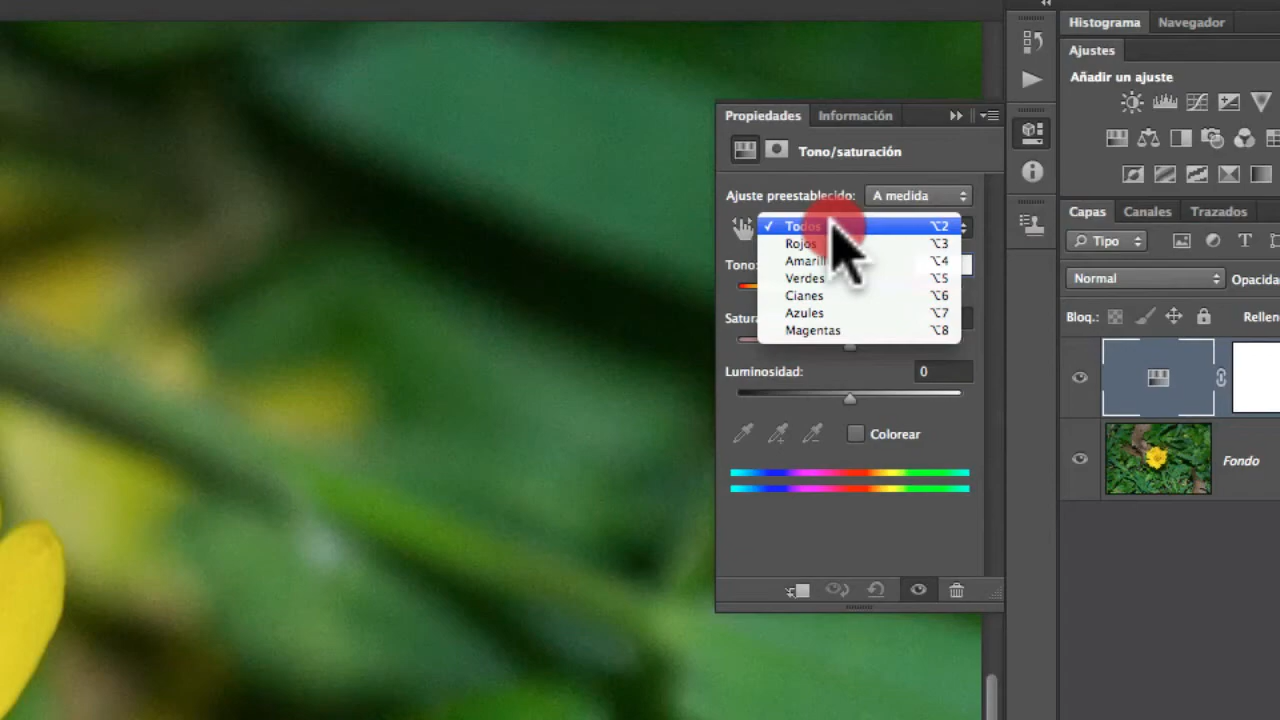 Histograma Navegador
Ajustes
Añadir un ajuste
Propiedades Información
Tono/saturación
Ajuste preestablecido: A medida
Todos ⌥2
Rojos ⌥3
⌥4
Verdes ⌥5
Cianes ⌥6
Azules ⌥7
Magentas ⌥8
Tono:
Luminosidad: 0
Colorear
Capas Canales Trazados
Tipo
Normal Opacida
Bloq.: Rellen
Fondo